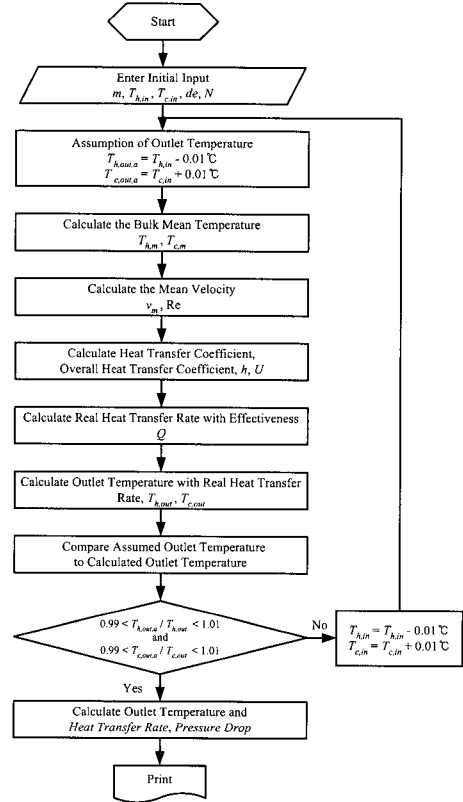 Start
Enter Initial Input
m, T_h,in, T_c,in, de, N
Assumption of Outlet Temperature
T_h,out,a = T_h,in - 0.01℃
T_c,out,a = T_c,in + 0.01℃
Calculate the Bulk Mean Temperature
T_h,m, T_c,m
Calculate the Mean Velocity
v_m, Re
Calculate Heat Transfer Coefficient,
Overall Heat Transfer Coefficient, h, U
Calculate Real Heat Transfer Rate with Effectiveness
Q
Calculate Outlet Temperature with Real Heat Transfer
Rate, T_h,out, T_c,out
Compare Assumed Outlet Temperature
to Calculated Outlet Temperature
0.99 < T_h,out,a / T_h,out < 1.01
and
0.99 < T_c,out,a / T_c,out < 1.01
No
T_h,in = T_h,in - 0.01℃
T_c,in = T_c,in + 0.01℃
Yes
Calculate Outlet Temperature and
Heat Transfer Rate, Pressure Drop
Print